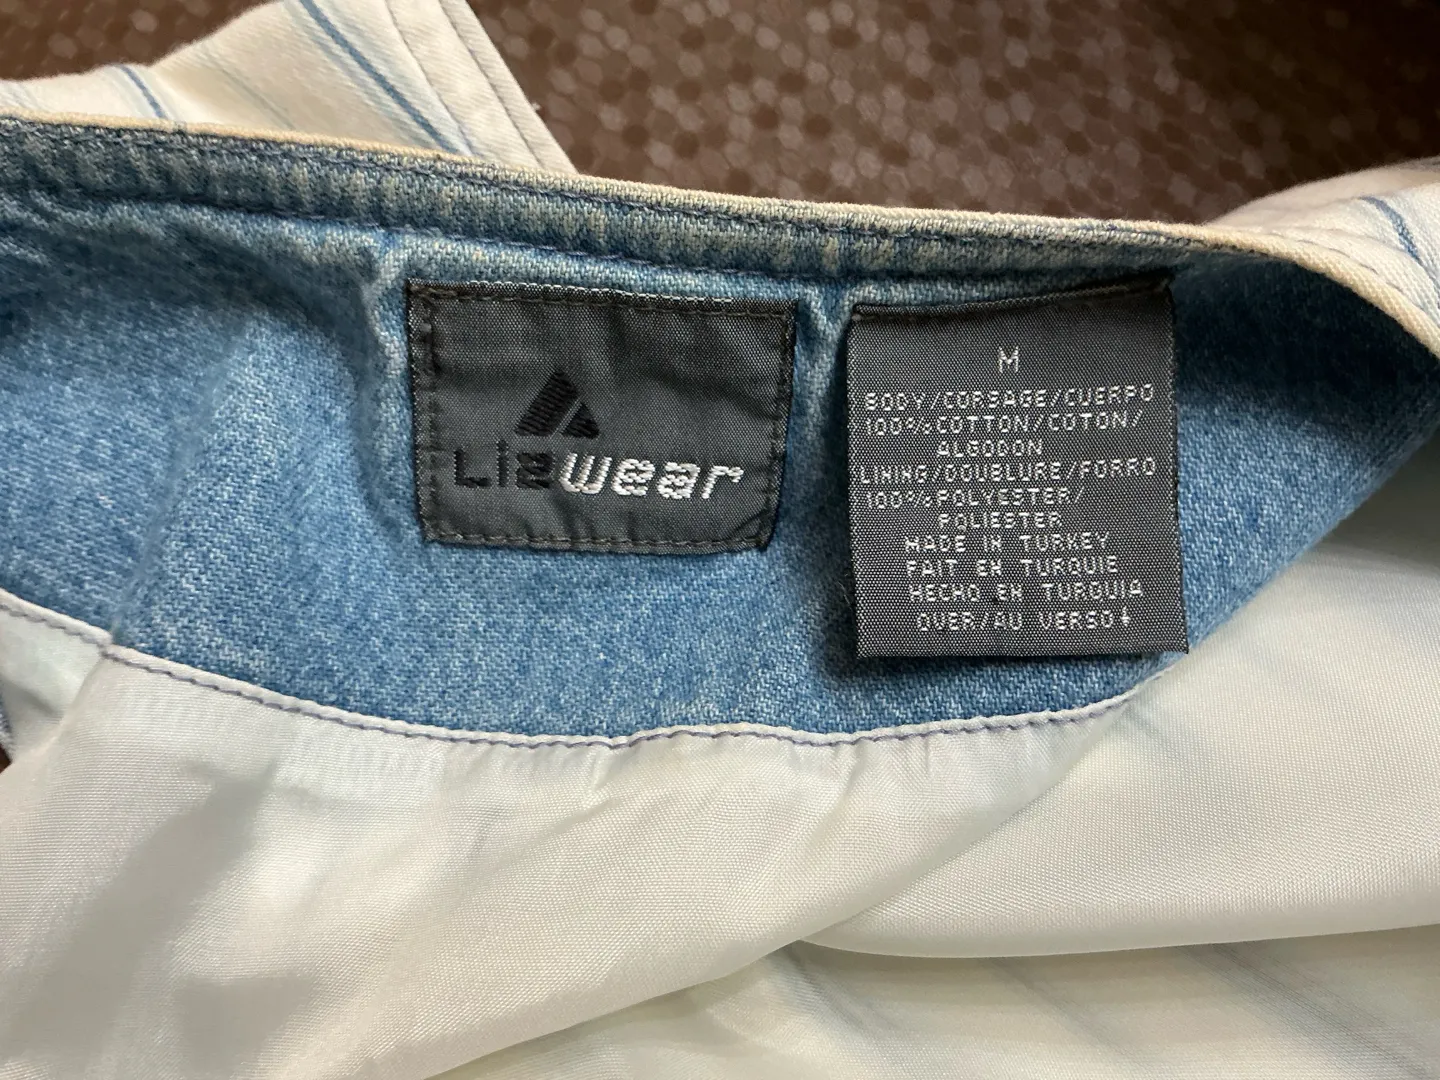 Lizwear
M
BODY/CORSAGE/CUERPO
100% COTTON/COTON/
ALGODON
LINING/DOUBLURE/FORRO
100% POLYESTER/
POLIESTER
MADE IN TURKEY
FAIT EN TURQUIE
HECHO EN TURQUIA
OVER/AU VERSO